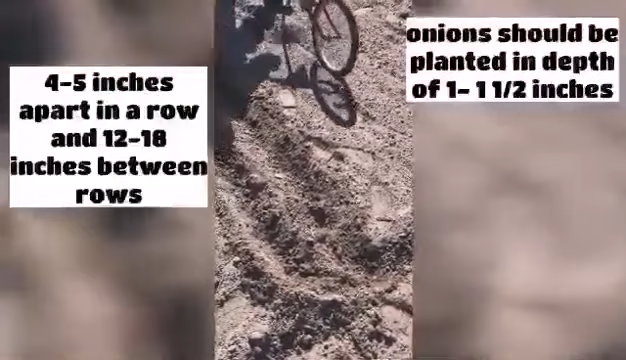 4-5 inches
apart in a row
and 12-18
inches between
rows
onions should be
planted in depth
of 1- 1 1/2 inches